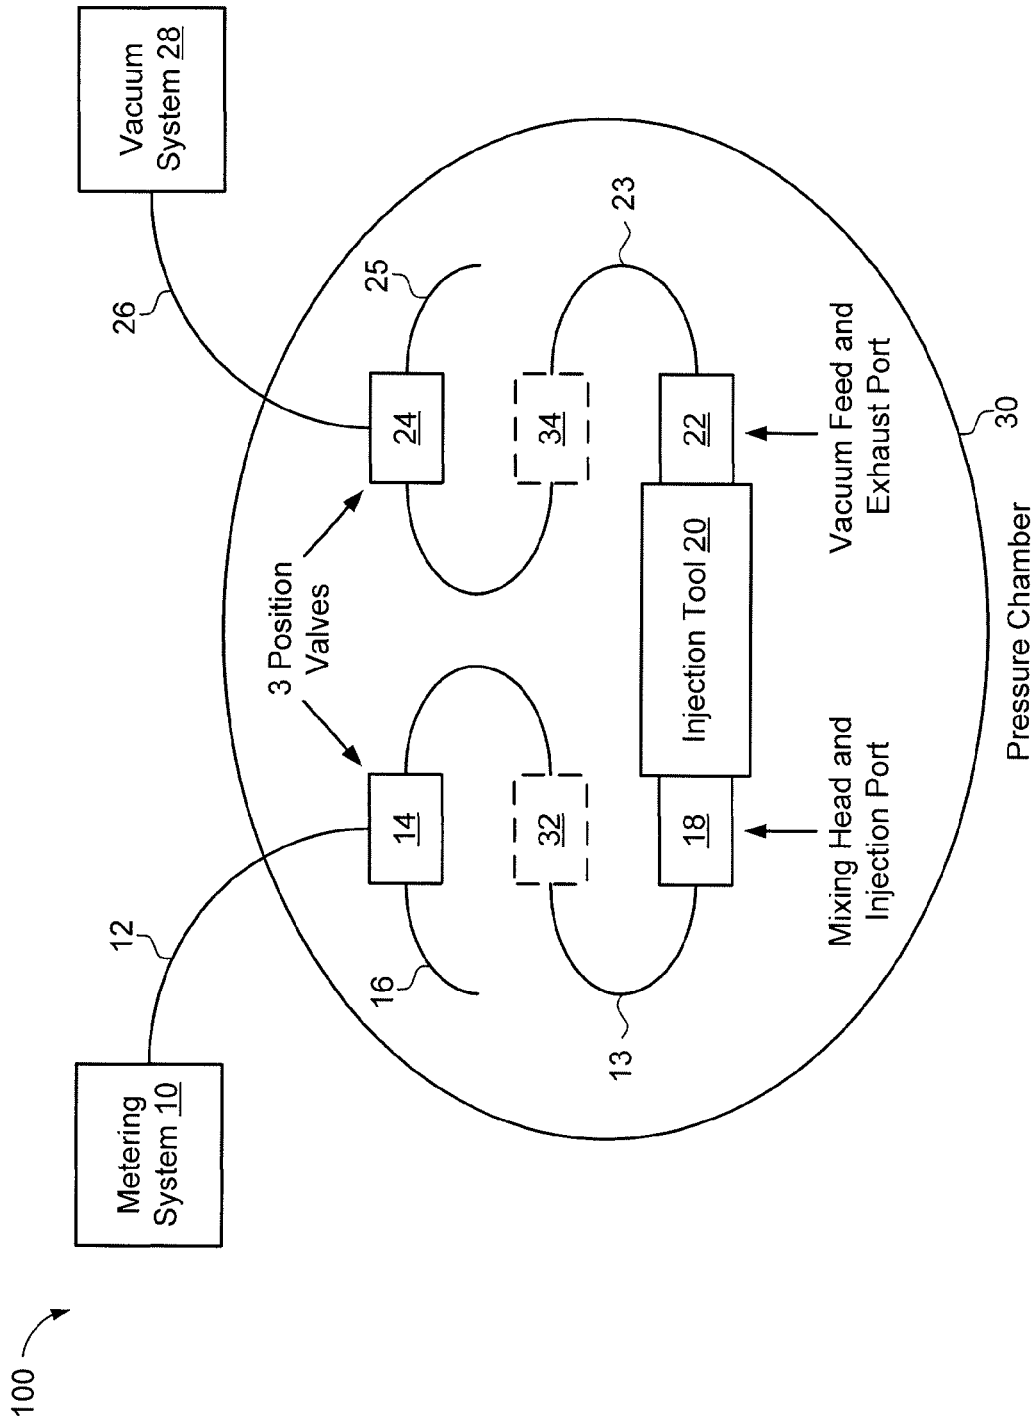 100
Metering
System 10
12
26
Vacuum
System 28
3 Position
Valves
16
14
24
25
32
34
13
23
18
Injection Tool 20
22
Mixing Head and
Injection Port
Vacuum Feed and
Exhaust Port
30
Pressure Chamber